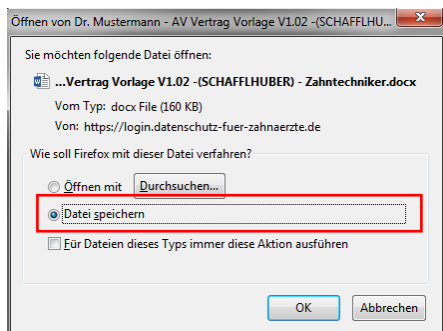 Öffnen von Dr. Mustermann - AV Vertrag Vorlage V1.02 -(SCHAFFLHU...
Sie möchten folgende Datei öffnen:
...Vertrag Vorlage V1.02 -(SCHAFFLHUBER) - Zahntechniker.docx
Vom Typ: docx File (160 KB)
Von: https://login.datenschutz-fuer-zahnaerzte.de
Wie soll Firefox mit dieser Datei verfahren?
Öffnen mit Durchsuchen...
Datei speichern
Für Dateien dieses Typs immer diese Aktion ausführen
OK Abbrechen